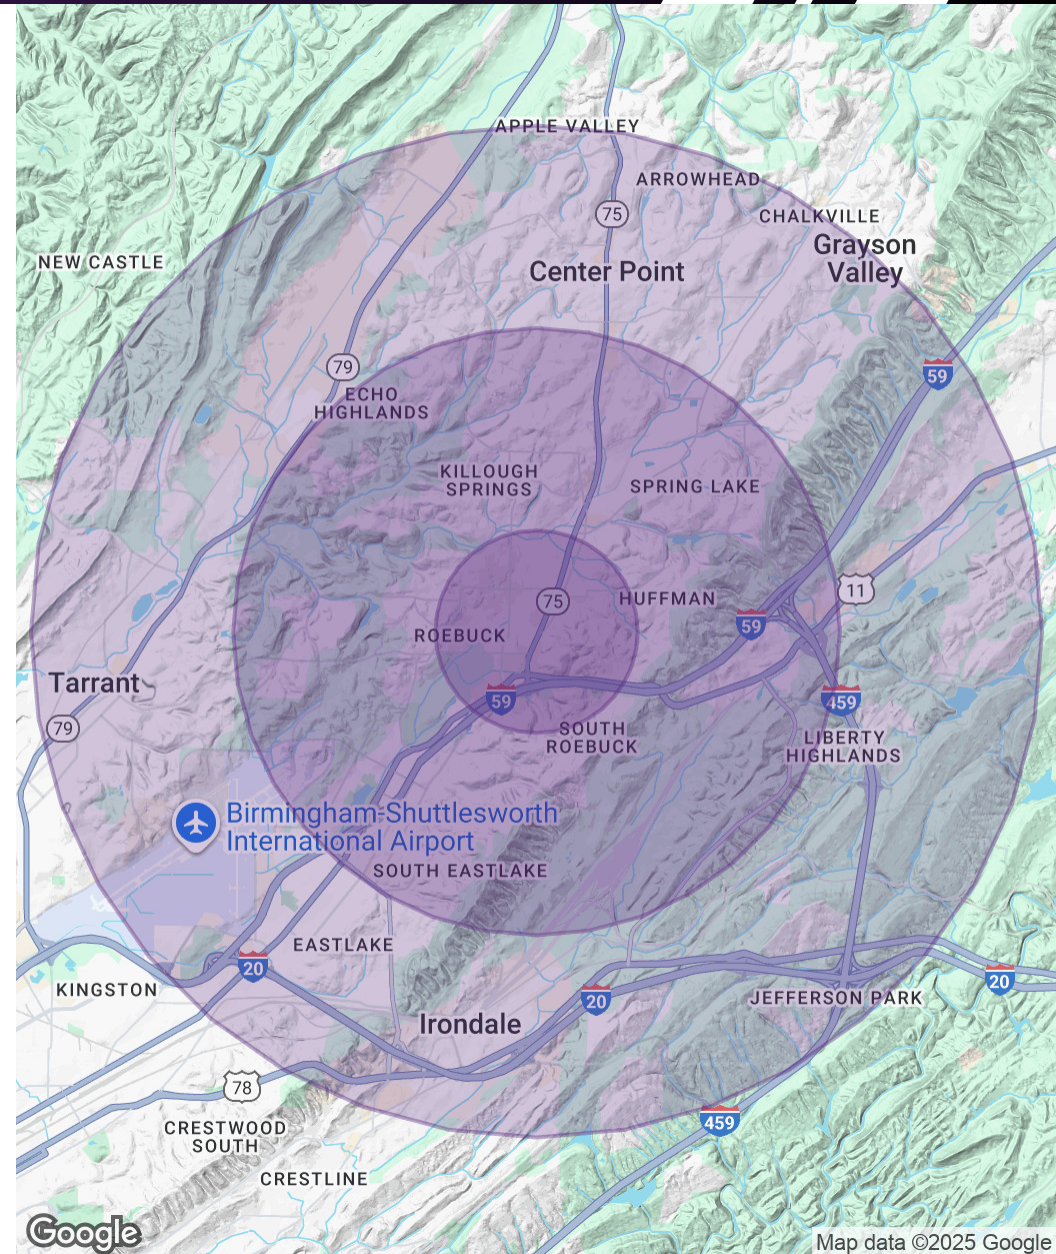 APPLE VALLEY
ARROWHEAD
75
CHALKVILLE
Grayson
Valley
NEW CASTLE
Center Point
79
59
ECHO
HIGHLANDS
KILLOUGH
SPRINGS
SPRING LAKE
75
HUFFMAN
11
59
ROEBUCK
Tarrant
59
459
79
SOUTH
ROEBUCK
LIBERTY
HIGHLANDS
Birmingham-Shuttlesworth
International Airport
SOUTH EASTLAKE
EASTLAKE
20
KINGSTON
20
20
JEFFERSON PARK
Irondale
78
459
CRESTWOOD
SOUTH
CRESTLINE
Google
Map data ©2025 Google